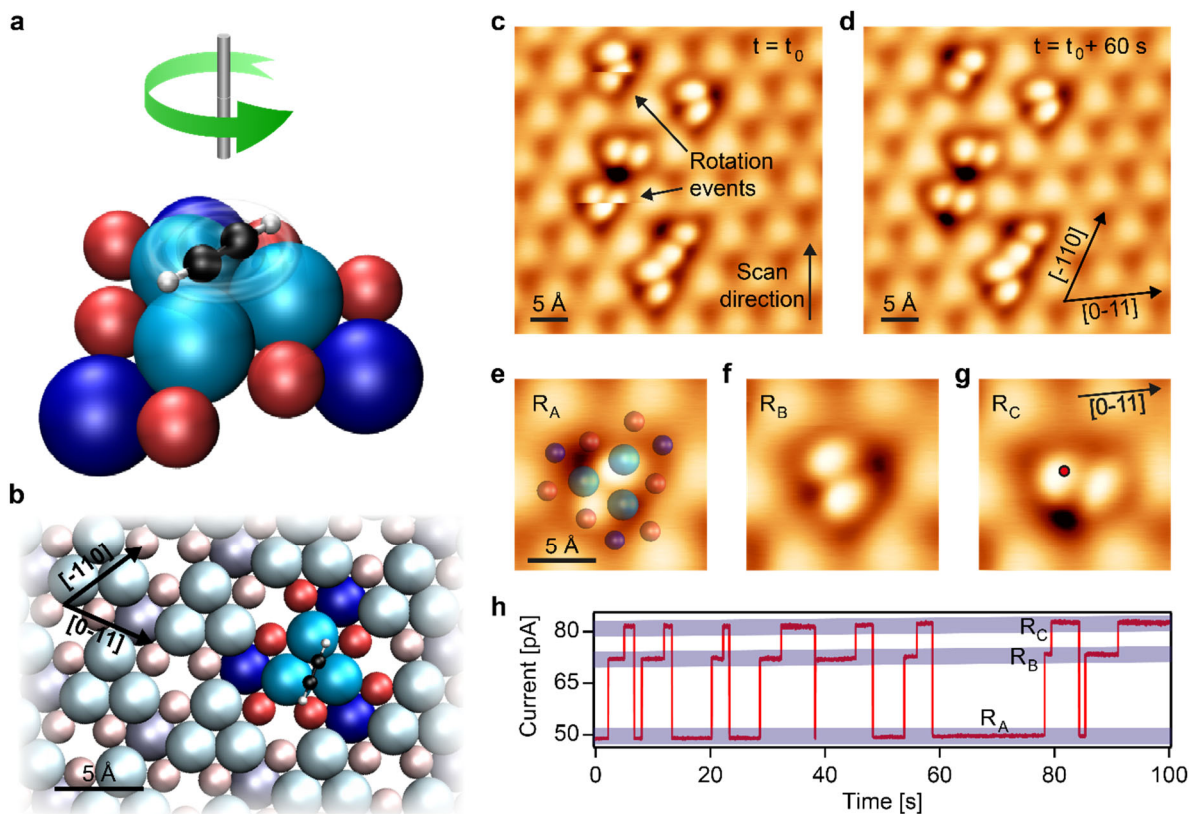 a
b
[-110]
[0-11]
5 Å
c
t = t0
Rotation
events
Scan
direction
5 Å
d
t = t0+ 60 s
[-110]
[0-11]
5 Å
e
RA
5 Å
f
RB
g
RC
[0-11]
h
Current [pA]
80
65
50
RC
RB
RA
0
20
40
60
80
100
Time [s]